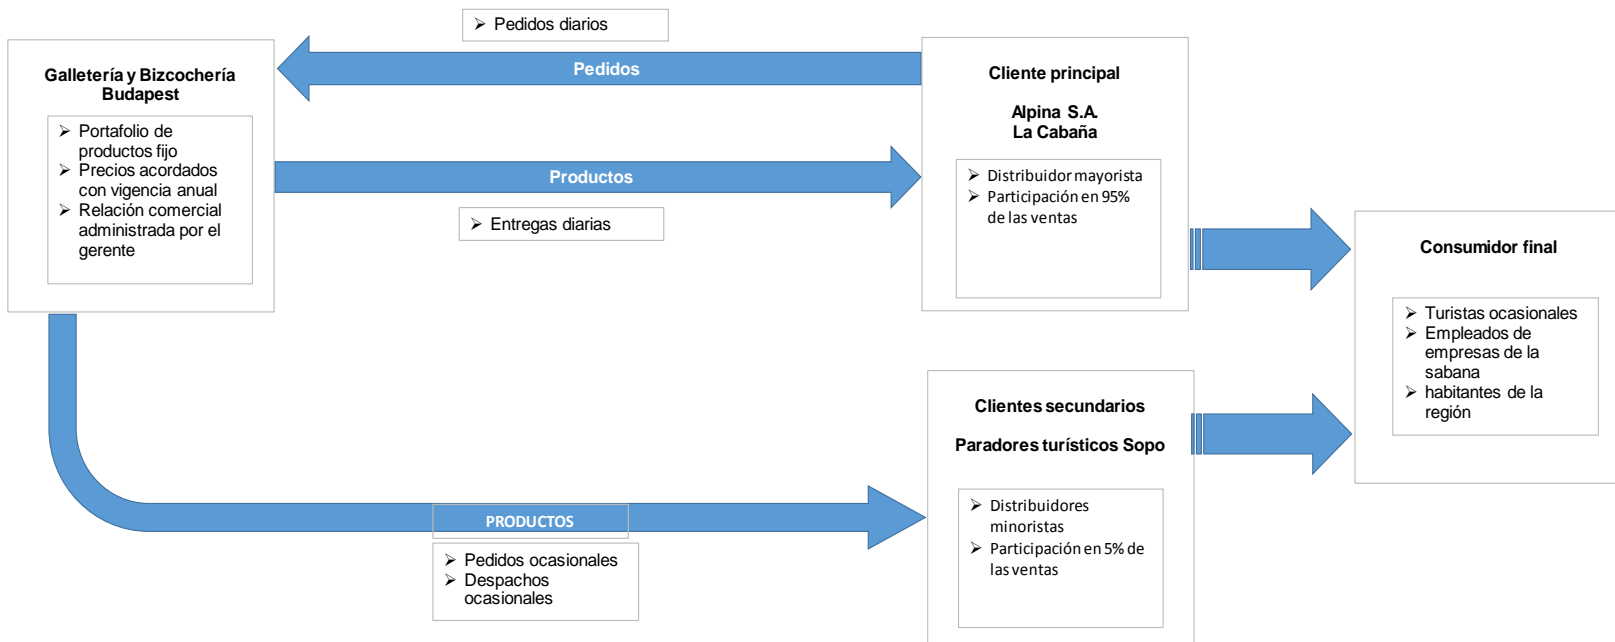 ➢ Pedidos diarios
Pedidos
Galletería y Bizcochería
Budapest
➢ Portafolio de
productos fijo
➢ Precios acordados
con vigencia anual
➢ Relación comercial
administrada por el
gerente
Productos
➢ Entregas diarias
Cliente principal
Alpina S.A.
La Cabaña
➢ Distribuidor mayorista
➢ Participación en 95%
de las ventas
Consumidor final
➢ Turistas ocasionales
➢ Empleados de
empresas de la
sabana
➢ habitantes de la
región
Clientes secundarios
Paradores turísticos Sopo
➢ Distribuidores
minoristas
➢ Participación en 5% de
las ventas
PRODUCTOS
➢ Pedidos ocasionales
➢ Despachos
ocasionales